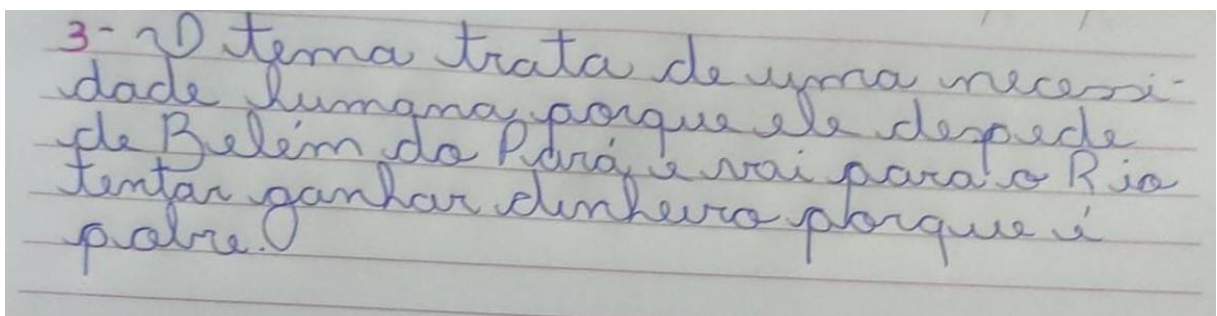 3- O tema trata de uma necessi-
dade humana, porque ele despede
de Belém do Pará, e vai para o Rio
tentar ganhar dinheiro porque é
pobre.